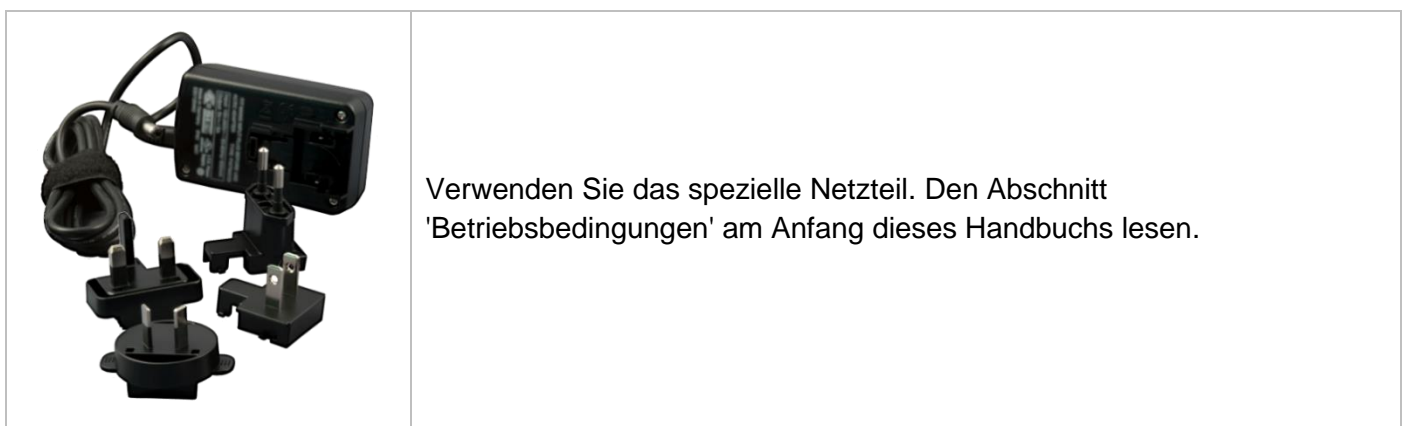 Verwenden Sie das spezielle Netzteil. Den Abschnitt
'Betriebsbedingungen' am Anfang dieses Handbuchs lesen.